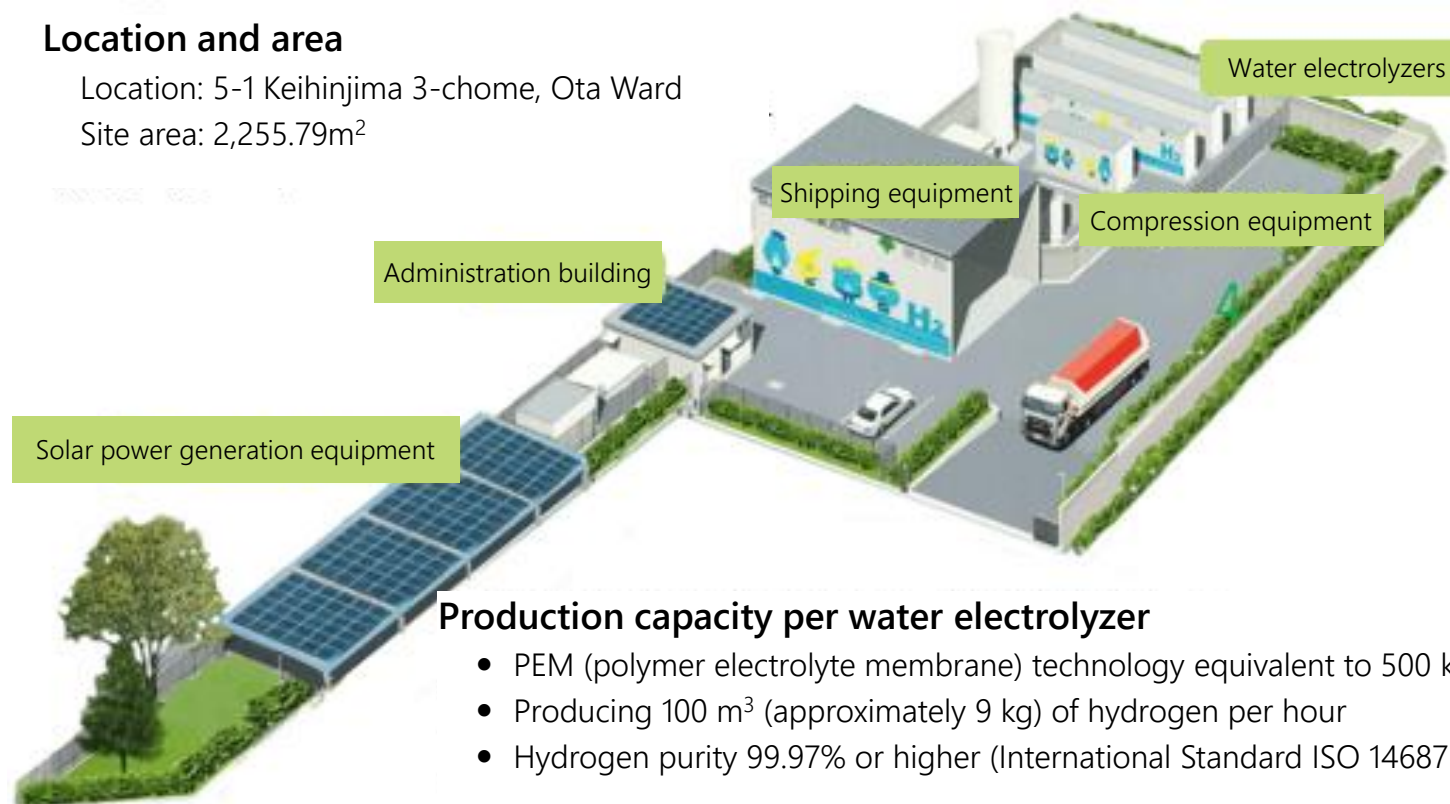 Location and area
Location: 5-1 Keihinjima 3-chome, Ota Ward
Site area: 2,255.79m²
Water electrolyzers
Shipping equipment
Compression equipment
Administration building
H₂
H₂
Solar power generation equipment
Production capacity per water electrolyzer
• PEM (polymer electrolyte membrane) technology equivalent to 500 k
• Producing 100 m³ (approximately 9 kg) of hydrogen per hour
• Hydrogen purity 99.97% or higher (International Standard ISO 14687